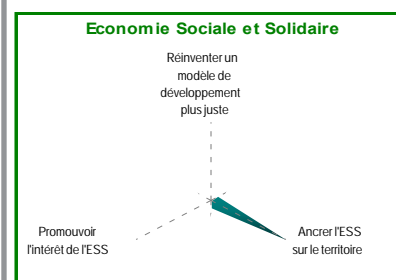 Economie Sociale et Solidaire
Réinventer un
modèle de
développement
plus juste
Promouvoir
l'intérêt de l'ESS
Ancrer l'ESS
sur le territoire